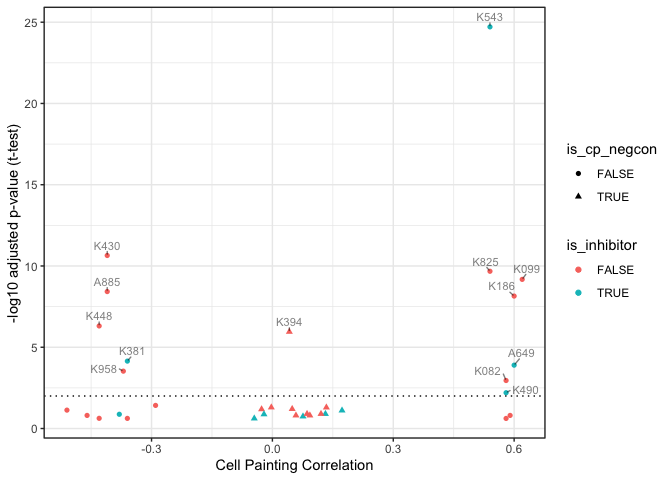 25
20
15
10
5
0
-log10 adjusted p-value (t-test)
K543
K430
A885
K448
K381
K958
K394
K825
K099
K186
A649
K082
K490
-0.3
0.0
0.3
0.6
Cell Painting Correlation
is_cp_negcon
FALSE
TRUE
is_inhibitor
FALSE
TRUE